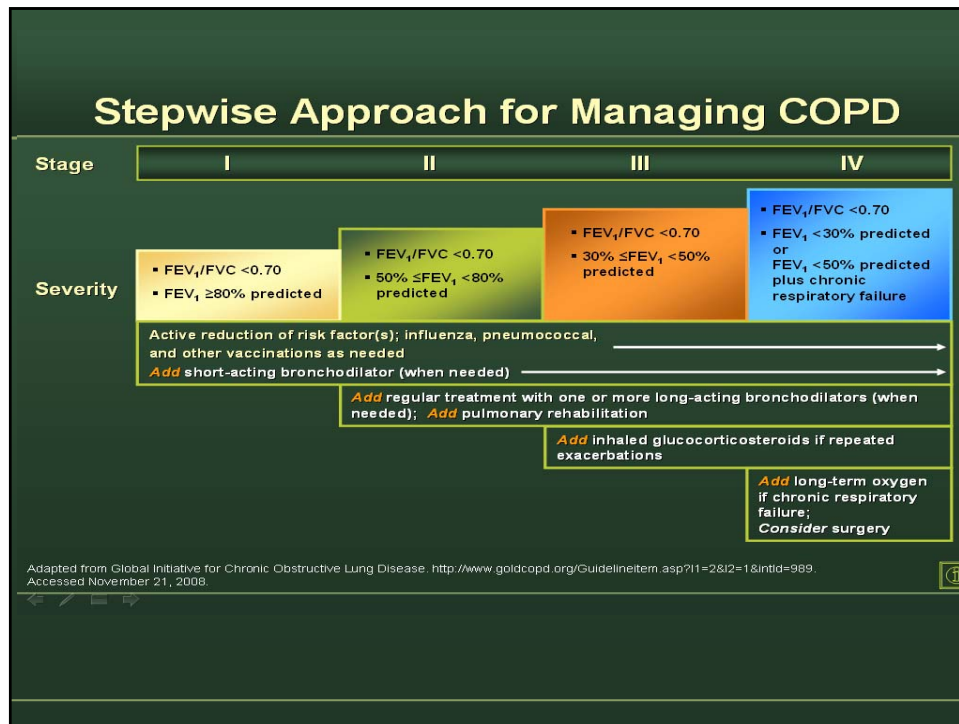 Stepwise Approach for Managing COPD
Stage
I
II
III
IV
Severity
▪ FEV₁/FVC <0.70
▪ FEV₁ ≥80% predicted
▪ FEV₁/FVC <0.70
▪ 50% ≤FEV₁ <80%
predicted
▪ FEV₁/FVC <0.70
▪ 30% ≤FEV₁ <50%
predicted
▪ FEV₁/FVC <0.70
▪ FEV₁ <30% predicted
or
FEV₁ <50% predicted
plus chronic
respiratory failure
Active reduction of risk factor(s); influenza, pneumococcal,
and other vaccinations as needed
Add short-acting bronchodilator (when needed)
Add regular treatment with one or more long-acting bronchodilators (when
needed); Add pulmonary rehabilitation
Add inhaled glucocorticosteroids if repeated
exacerbations
Add long-term oxygen
if chronic respiratory
failure;
Consider surgery
Adapted from Global Initiative for Chronic Obstructive Lung Disease. http://www.goldcopd.org/Guidelineitem.asp?l1=2&l2=1&intId=989.
Accessed November 21, 2008.